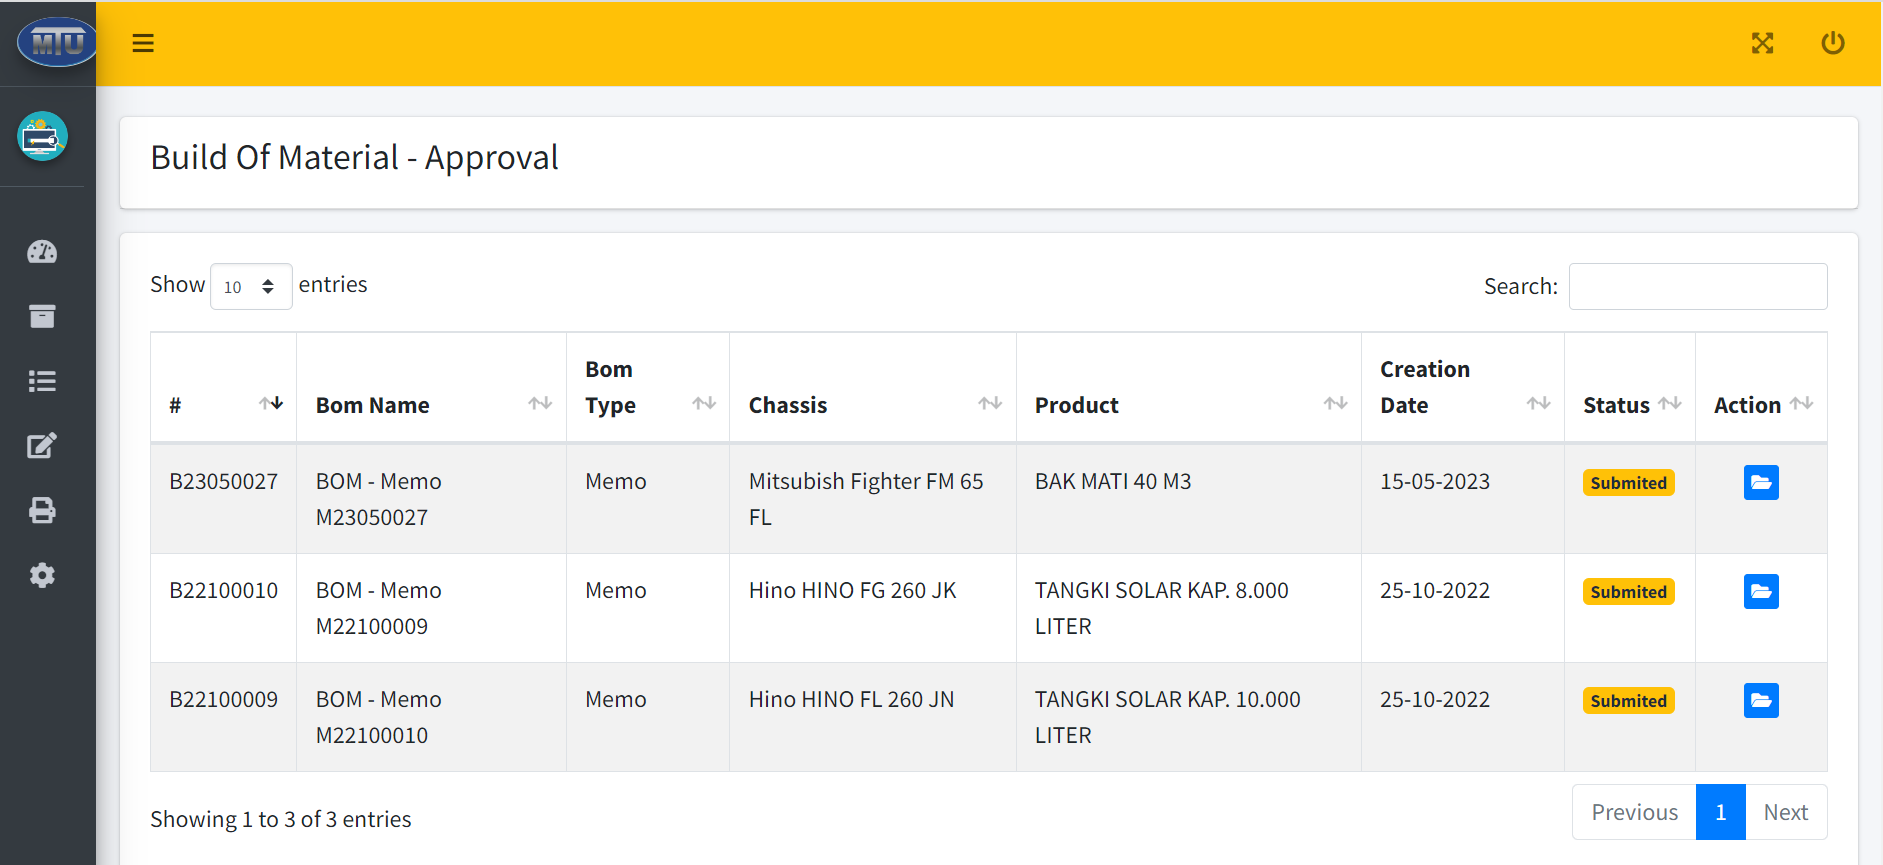 MTU
Build Of Material - Approval
Show 10 entries
Search:
# Bom Name Bom Type Chassis Product Creation Date Status Action
B23050027 BOM - Memo M23050027 Memo Mitsubish Fighter FM 65 FL BAK MATI 40 M3 15-05-2023 Submited
B22100010 BOM - Memo M22100009 Memo Hino HINO FG 260 JK TANGKI SOLAR KAP. 8.000 LITER 25-10-2022 Submited
B22100009 BOM - Memo M22100010 Memo Hino HINO FL 260 JN TANGKI SOLAR KAP. 10.000 LITER 25-10-2022 Submited
Showing 1 to 3 of 3 entries
Previous 1 Next